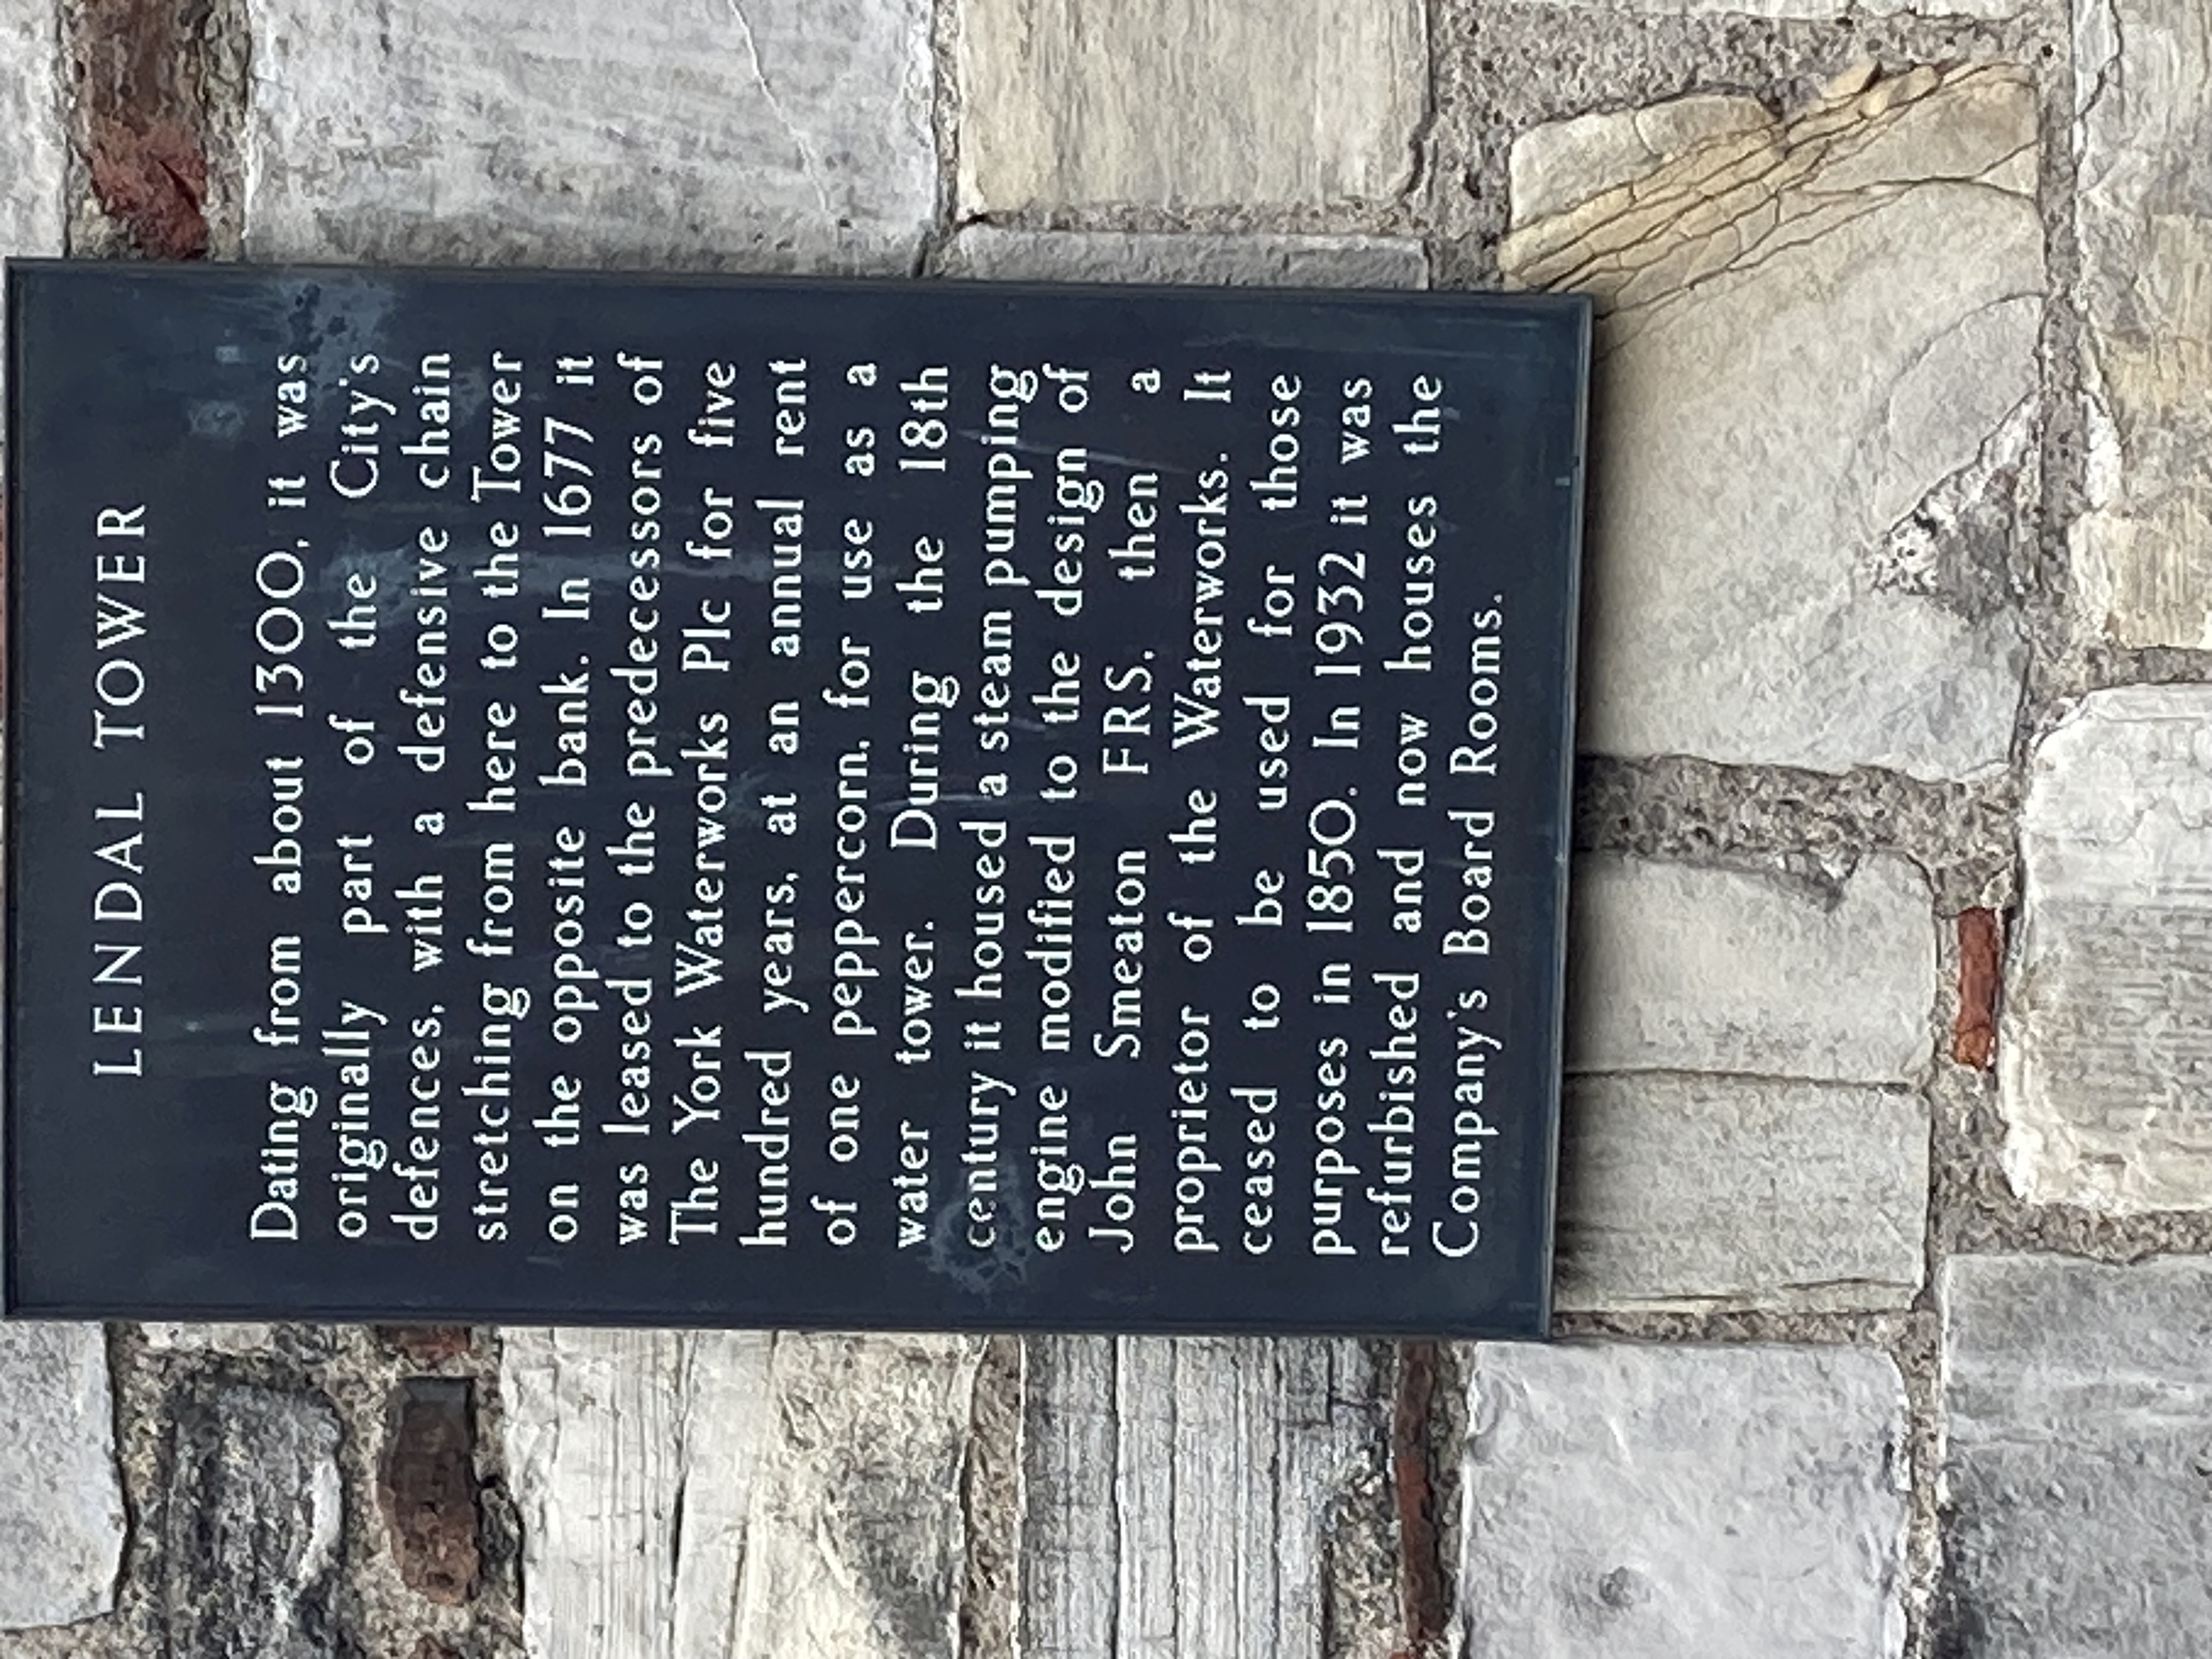 LENDAL TOWER
Dating from about 1300, it was
originally part of the City's
defences, with a defensive chain
stretching from here to the Tower
on the opposite bank. In 1677 it
was leased to the predecessors of
The York Waterworks Plc for five
hundred years, at an annual rent
of one peppercorn, for use as a
water tower. During the 18th
century it housed a steam pumping
engine modified to the design of
John Smeaton FRS, then a
proprietor of the Waterworks. It
ceased to be used for those
purposes in 1850. In 1932 it was
refurbished and now houses the
Company's Board Rooms.